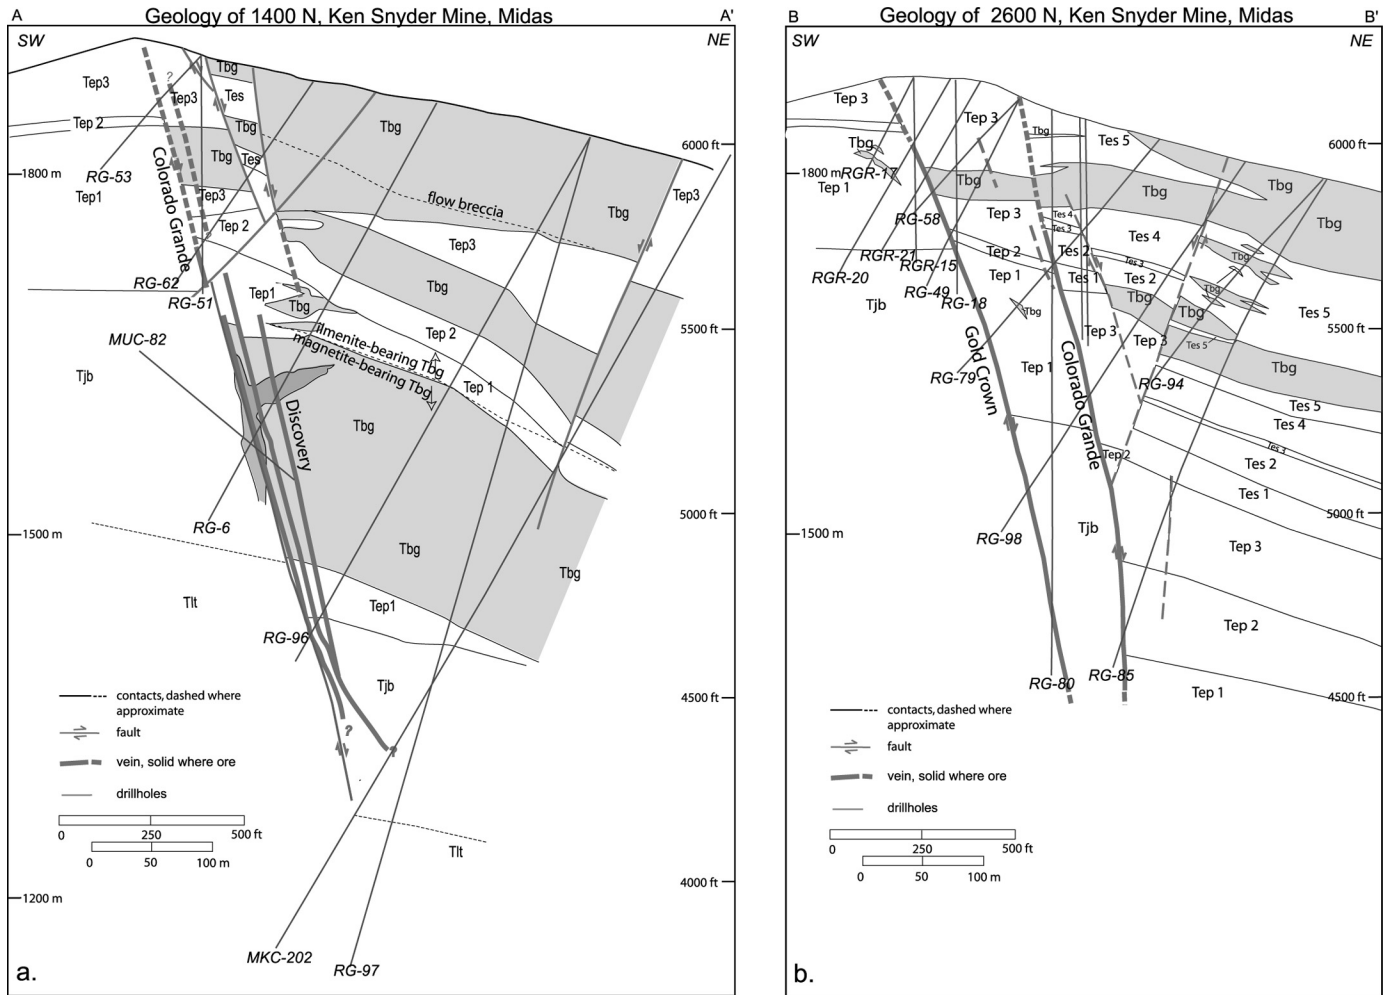 A
Geology of 1400 N, Ken Snyder Mine, Midas
A'
SW
NE
Tbg
Tep3
?
Tep3
Tes
Tep 2
Tbg
Tbg
6000 ft
RG-53
Tbg
Tes
1800 m
Tep1
Colorado Grande
Tep3
flow breccia
Tep3
Tbg
Tep 2
Tep3
RG-62
RG-51
Tep1
Tbg
Tbg
MUC-82
ilmenite-bearing Tbg
magnetite-bearing Tbg
Tep 2
5500 ft
Tjb
Tep 1
Discovery
Tbg
RG-6
5000 ft
1500 m
Tbg
Tbg
Tlt
Tep1
RG-96
Tjb
contacts, dashed where
approximate
4500 ft
fault
?
?
vein, solid where ore
drillholes
0 250 500 ft
0 50 100 m
Tlt
4000 ft
1200 m
MKC-202
RG-97
a.
B
Geology of 2600 N, Ken Snyder Mine, Midas
B'
SW
NE
Tep 3
Tep 3
Tbg
Tbg
Tes 5
6000 ft
1800 m
RGR-17
Tep 1
Tbg
Tbg
Tbg
RG-58
Tep 3
Tes 4
Tes 3
Tes 4
Tbg
RGR-21
RGR-15
Tep 2
Tes 2
Tes 3
Tbg
RGR-20
Tep 1
Tes 1
Tes 2
RG-49
RG-18
Tbg
Tbg
Tjb
Tbg
Tbg
Tes 5
Tep 3
Tep 3
Tes 5
5500 ft
Gold Crown
Colorado Grande
RG-79
Tep 1
RG-94
Tbg
Tes 5
Tes 4
Tep 2
Tes 3
Tes 2
Tes 1
RG-98
Tjb
5000 ft
1500 m
Tep 3
Tep 2
RG-80
RG-85
Tep 1
4500 ft
contacts, dashed where
approximate
fault
vein, solid where ore
drillholes
0 250 500 ft
0 50 100 m
b.